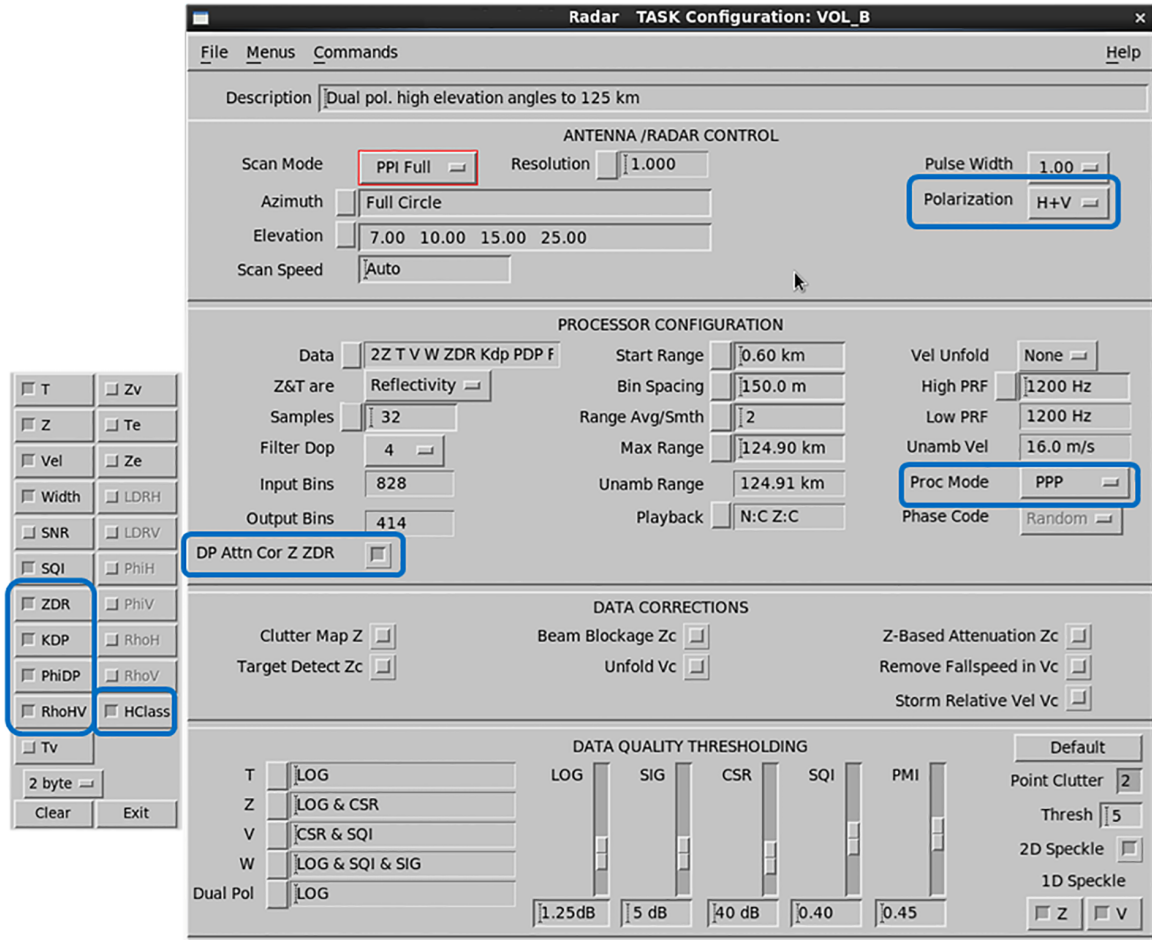 Radar TASK Configuration: VOL_B
File Menus Commands Help
Description Dual pol. high elevation angles to 125 km
ANTENNA /RADAR CONTROL
Scan Mode PPI Full Resolution 1.000 Pulse Width 1.00
Azimuth Full Circle Polarization H+V
Elevation 7.00 10.00 15.00 25.00
Scan Speed Auto
PROCESSOR CONFIGURATION
Data 2Z T V W ZDR Kdp PDP F Start Range 0.60 km Vel Unfold None
Z&T are Reflectivity Bin Spacing 150.0 m High PRF 1200 Hz
Samples 32 Range Avg/Smth 2 Low PRF 1200 Hz
Filter Dop 4 Max Range 124.90 km Unamb Vel 16.0 m/s
Input Bins 828 Unamb Range 124.91 km Proc Mode PPP
Output Bins 414 Playback N:C Z:C Phase Code Random
DP Attn Cor Z ZDR
DATA CORRECTIONS
Clutter Map Z Beam Blockage Zc Z-Based Attenuation Zc
Target Detect Zc Unfold Vc Remove Fallspeed in Vc
Storm Relative Vel Vc
DATA QUALITY THRESHOLDING Default
T LOG LOG SIG CSR SQI PMI Point Clutter 2
Z LOG & CSR Thresh 5
V CSR & SQI 2D Speckle
W LOG & SQI & SIG 1D Speckle
Dual Pol LOG 1.25dB 5 dB 40 dB 0.40 0.45 Z V
T Zv
Z Te
Vel Ze
Width LDRH
SNR LDRV
SQI PhiH
ZDR PhiV
KDP RhoH
PhiDP RhoV
RhoHV HClass
Tv
2 byte
Clear Exit